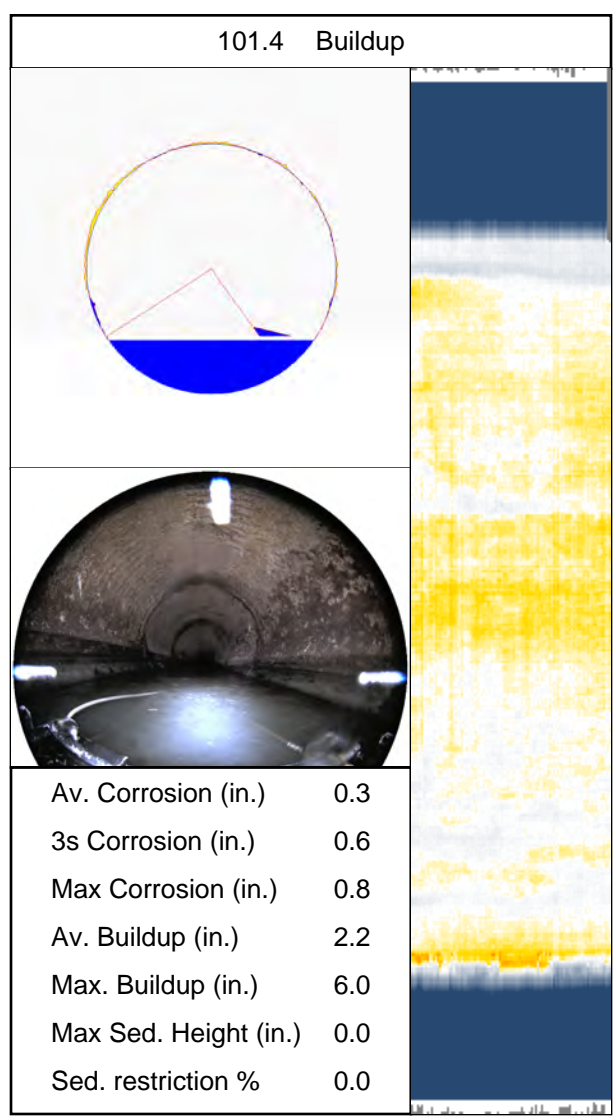 101.4 Buildup
Av. Corrosion (in.) 0.3
3s Corrosion (in.) 0.6
Max Corrosion (in.) 0.8
Av. Buildup (in.) 2.2
Max. Buildup (in.) 6.0
Max Sed. Height (in.) 0.0
Sed. restriction % 0.0